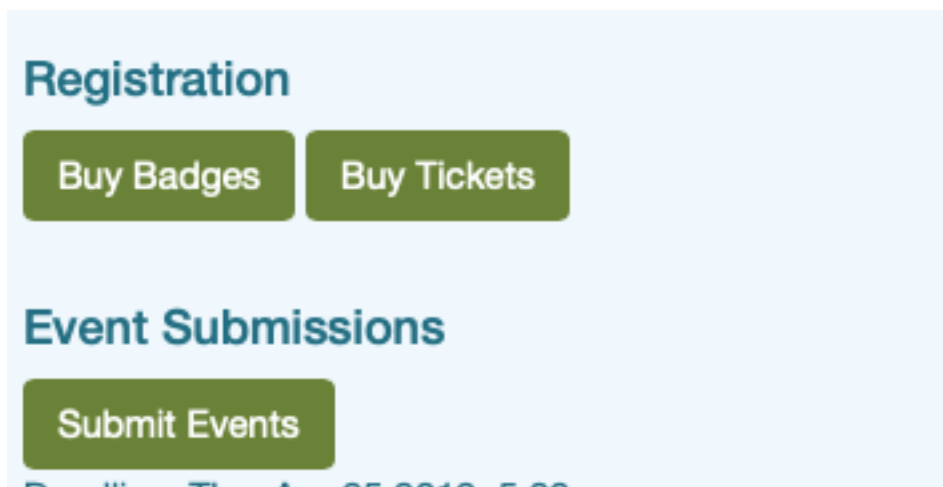 Registration
Buy Badges Buy Tickets
Event Submissions
Submit Events